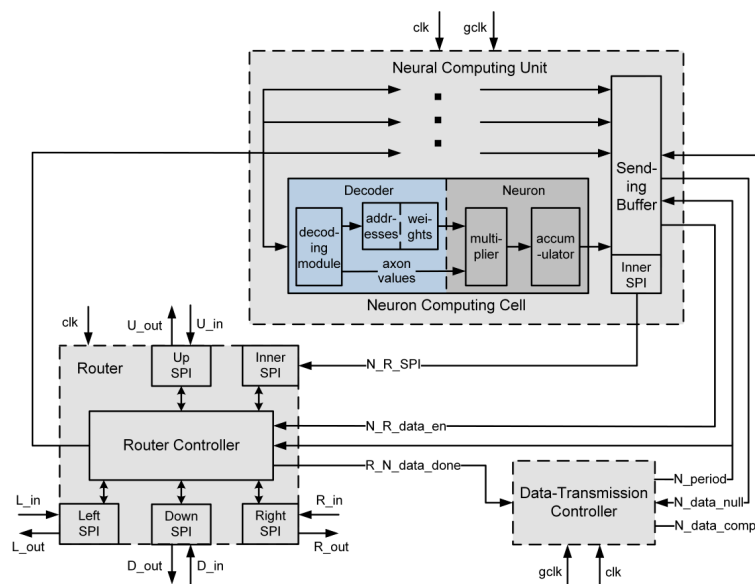 clk
gclk
Neural Computing Unit
Send-
ing
Buffer
Decoder
Neuron
decod
-ing
module
addr-
esses
wei-
ghts
axon
values
multi-
plier
accum
-ulator
Inner
SPI
Neuron Computing Cell
clk
U_out
U_in
Router
Up
SPI
Inner
SPI
N_R_SPI
N_R_data_en
Router Controller
R_N_data_done
N_period
Data-Transmission
Controller
N_data_null
N_data_comp
L_in
L_out
Left
SPI
Down
SPI
Right
SPI
R_in
R_out
D_out
D_in
gclk
clk